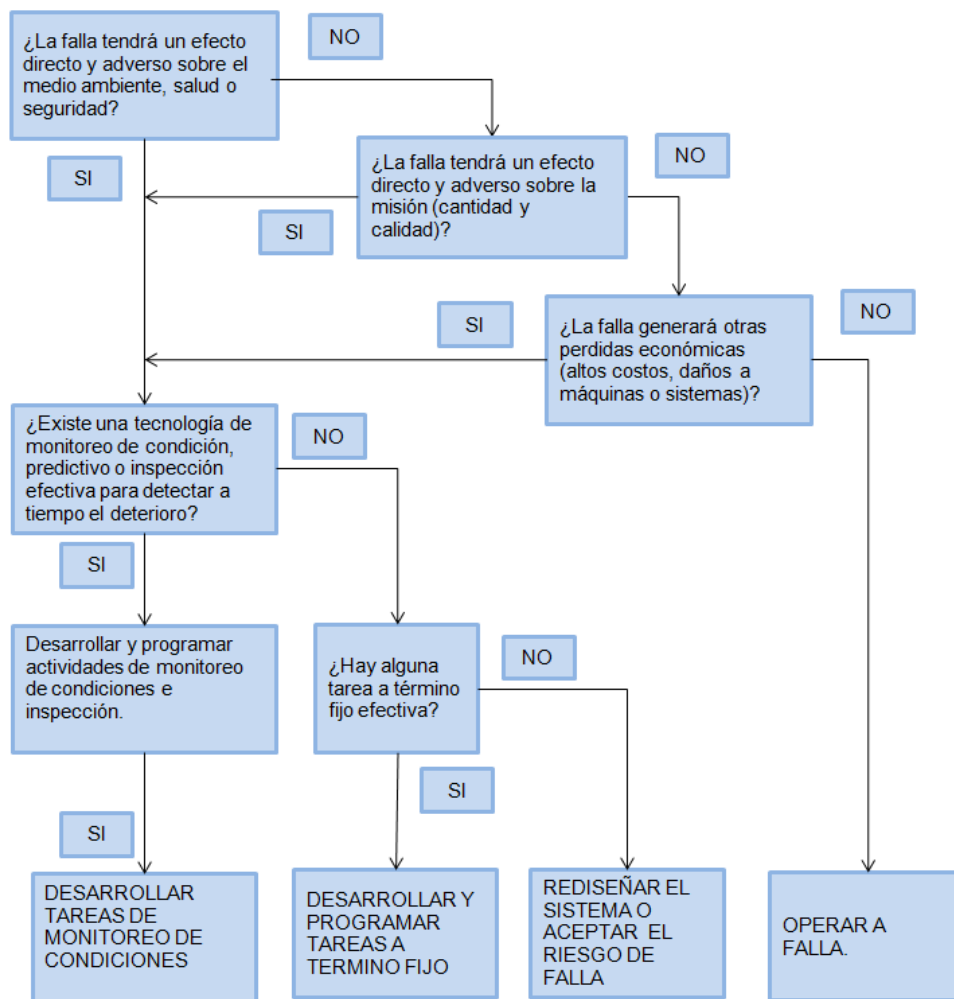 ¿La falla tendrá un efecto
directo y adverso sobre el
medio ambiente, salud o
seguridad?
NO
SI
¿La falla tendrá un efecto
directo y adverso sobre la
misión (cantidad y
calidad)?
NO
SI
¿La falla generará otras
perdidas económicas
(altos costos, daños a
máquinas o sistemas)?
NO
SI
¿Existe una tecnología de
monitoreo de condición,
predictivo o inspección
efectiva para detectar a
tiempo el deterioro?
NO
SI
Desarrollar y programar
actividades de monitoreo
de condiciones e
inspección.
¿Hay alguna
tarea a término
fijo efectiva?
NO
SI
SI
DESARROLLAR
TAREAS DE
MONITOREO DE
CONDICIONES
DESARROLLAR Y
PROGRAMAR
TAREAS A
TERMINO FIJO
REDISEÑAR EL
SISTEMA O
ACEPTAR EL
RIESGO DE
FALLA
OPERAR A
FALLA.